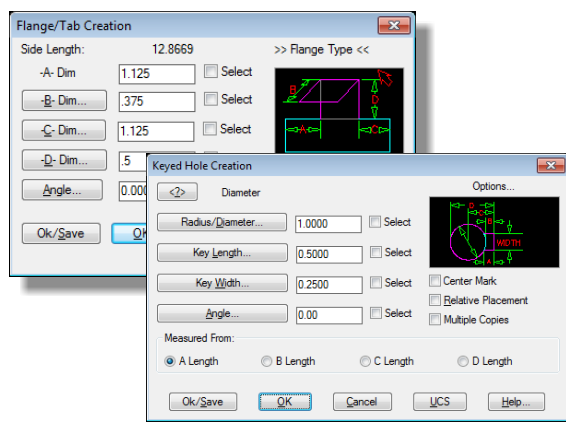 Flange/Tab Creation
Side Length: 12.8669 >> Flange Type <<
-A- Dim 1.125 Select
-B- Dim... .375 Select
-C- Dim... 1.125 Select
-D- Dim... .5
Angle... 0.000
Ok/Save OK
B
D
A C
Keyed Hole Creation
<?> Diameter Options...
Radius/Diameter... 1.0000 Select
Key Length... 0.5000 Select
Key Width... 0.2500 Select
Angle... 0.00 Select
D
C
B
WIDTH
A
Center Mark
Relative Placement
Multiple Copies
Measured From:
A Length B Length C Length D Length
Ok/Save OK Cancel UCS Help...